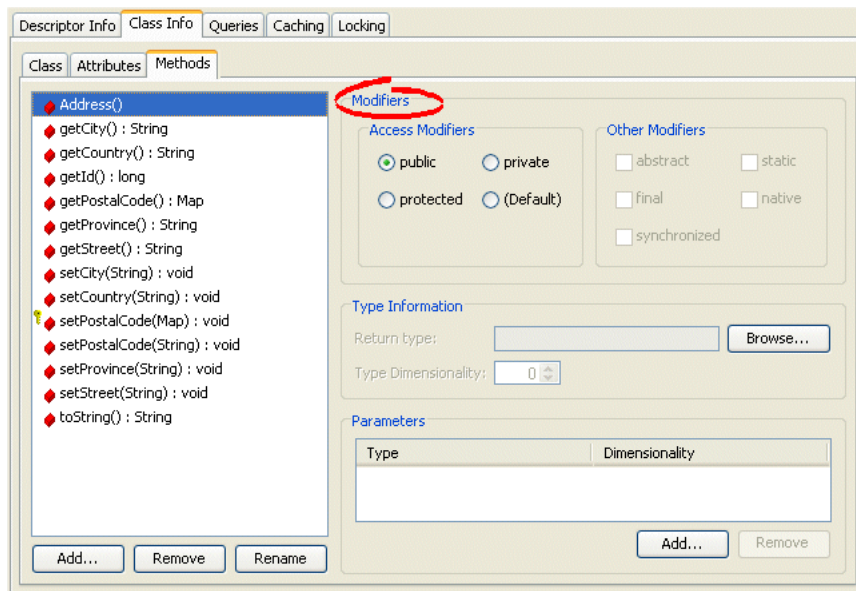 Descriptor Info Class Info Queries Caching Locking
Class Attributes Methods
Address()
getCity() : String
getCountry() : String
getId() : long
getPostalCode() : Map
getProvince() : String
getStreet() : String
setCity(String) : void
setCountry(String) : void
setPostalCode(Map) : void
setPostalCode(String) : void
setProvince(String) : void
setStreet(String) : void
toString() : String
Add... Remove Rename
Modifiers
Access Modifiers
public private
protected (Default)
Other Modifiers
abstract static
final native
synchronized
Type Information
Return type: Browse...
Type Dimensionality: 0
Parameters
Type Dimensionality
Add... Remove